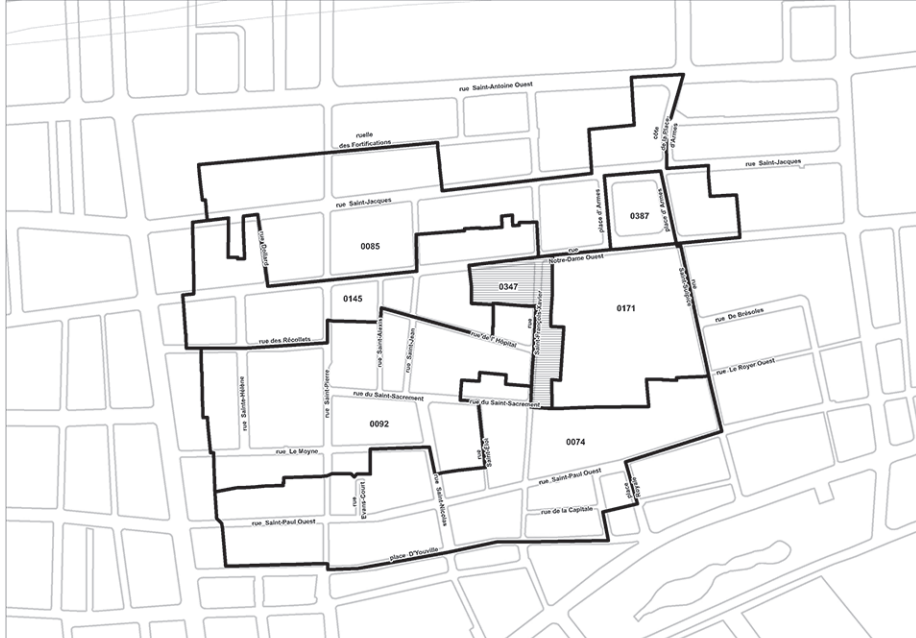 rue Saint-Antoine Ouest
ruelle
des Fortifications
côte
de la Place
d'Armes
rue Saint-Jacques
rue Saint-Jacques
place d'Armes
0387
place d'Armes
rue Dollard
0085
rue
Notre-Dame Ouest
0347
0145
rue
Saint-François-Xavier
0171
rue
Saint-Sulpice
rue De Brésoles
rue des Récollets
rue Saint-Alexis
rue Saint-Jean
rue de l'Hôpital
rue Le Royer Ouest
rue Sainte-Hélène
rue Saint-Pierre
rue du Saint-Sacrement
rue du Saint-Sacrement
0092
0074
rue Le Moyne
rue
Saint-Éloi
rue Saint-Paul Ouest
rue
Saint-Nicolas
rue
Evans Court
place
Royale
rue de la Capitale
rue Saint-Paul Ouest
place D'Youville